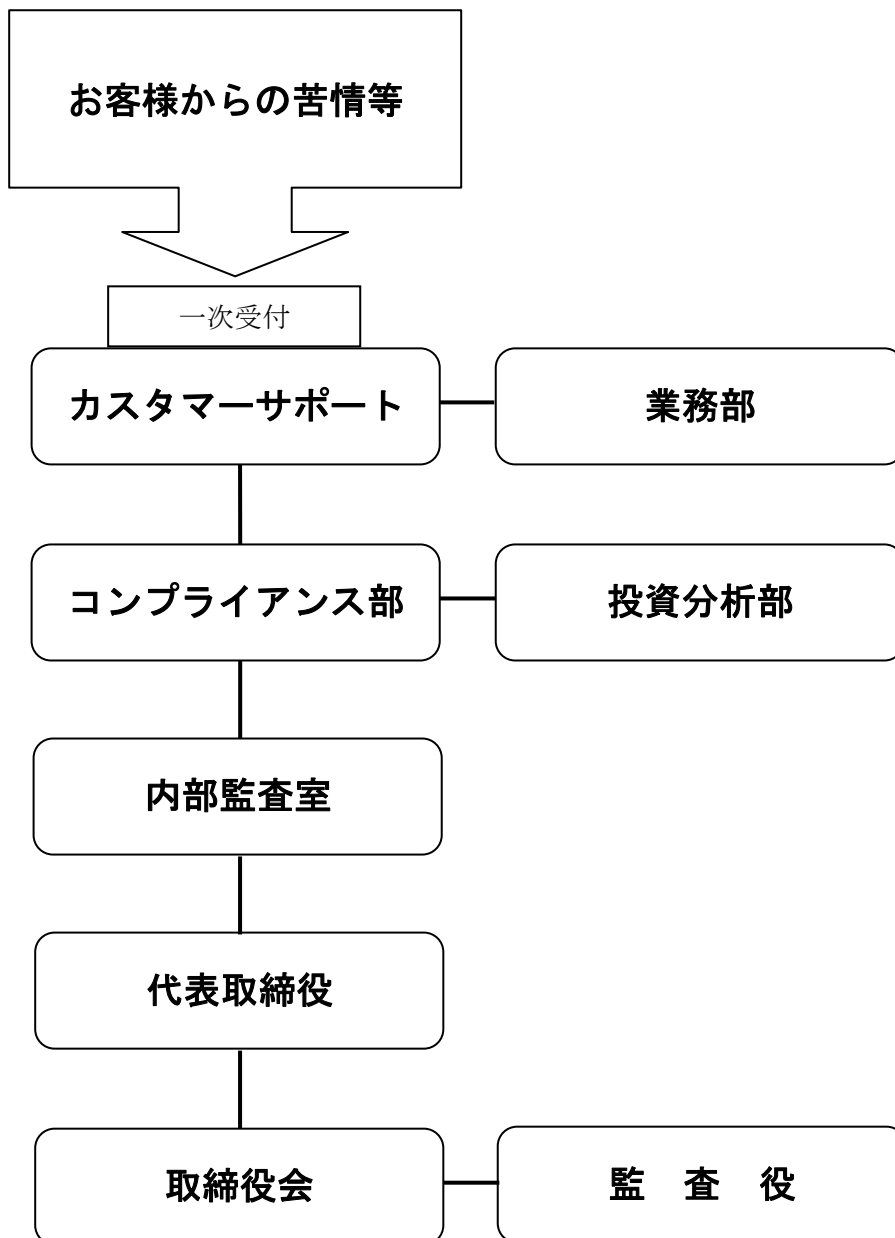 お客様からの苦情等
一次受付
カスタマーサポート
業務部
コンプライアンス部
投資分析部
内部監査室
代表取締役
取締役会
監　査　役